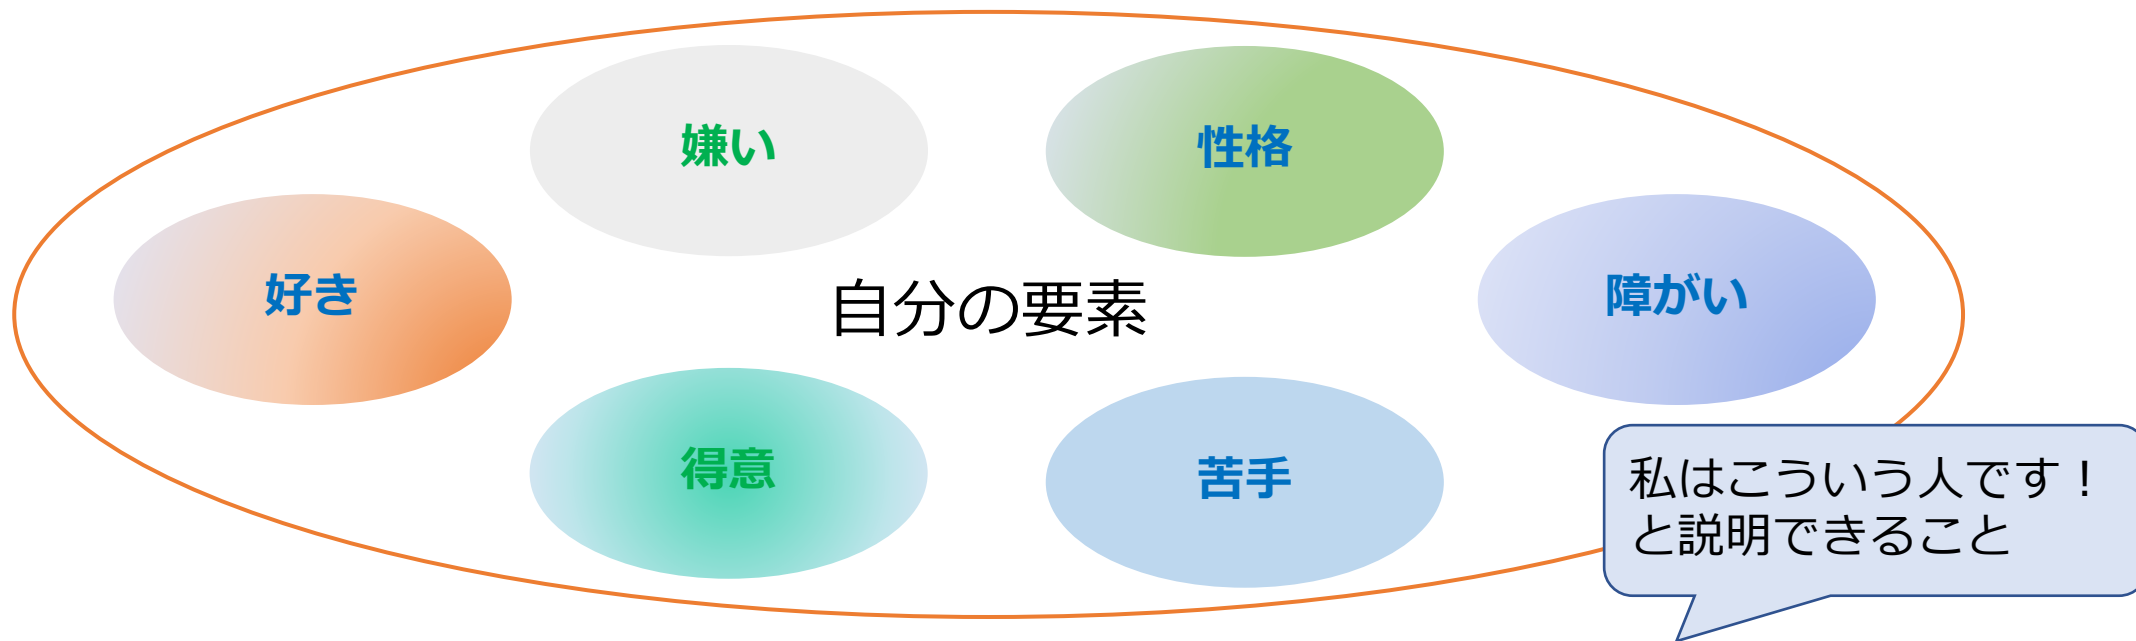 嫌い
性格
好き
自分の要素
障がい
得意
苦手
私はこういう人です！
と説明できること